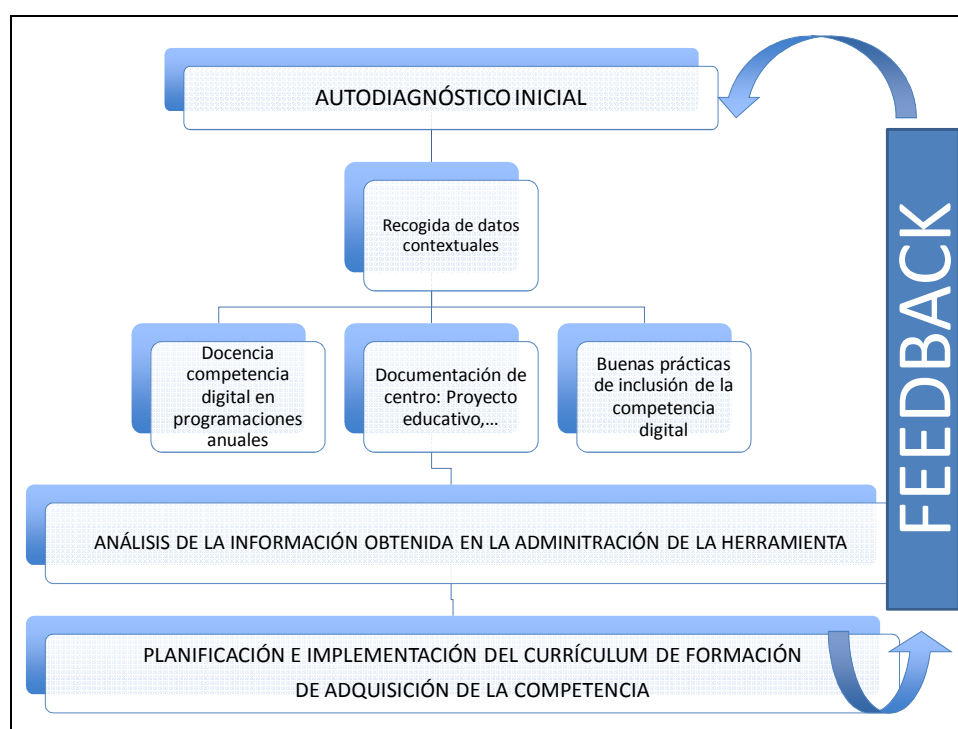 AUTODIAGNÓSTICO INICIAL
Recogida de datos
contextuales
Docencia
competencia
digital en
programaciones
anuales
Documentación de
centro: Proyecto
educativo,…
Buenas prácticas
de inclusión de la
competencia
digital
ANÁLISIS DE LA INFORMACIÓN OBTENIDA EN LA ADMINITRACIÓN DE LA HERRAMIENTA
PLANIFICACIÓN E IMPLEMENTACIÓN DEL CURRÍCULUM DE FORMACIÓN
DE ADQUISICIÓN DE LA COMPETENCIA
FEEDBACK